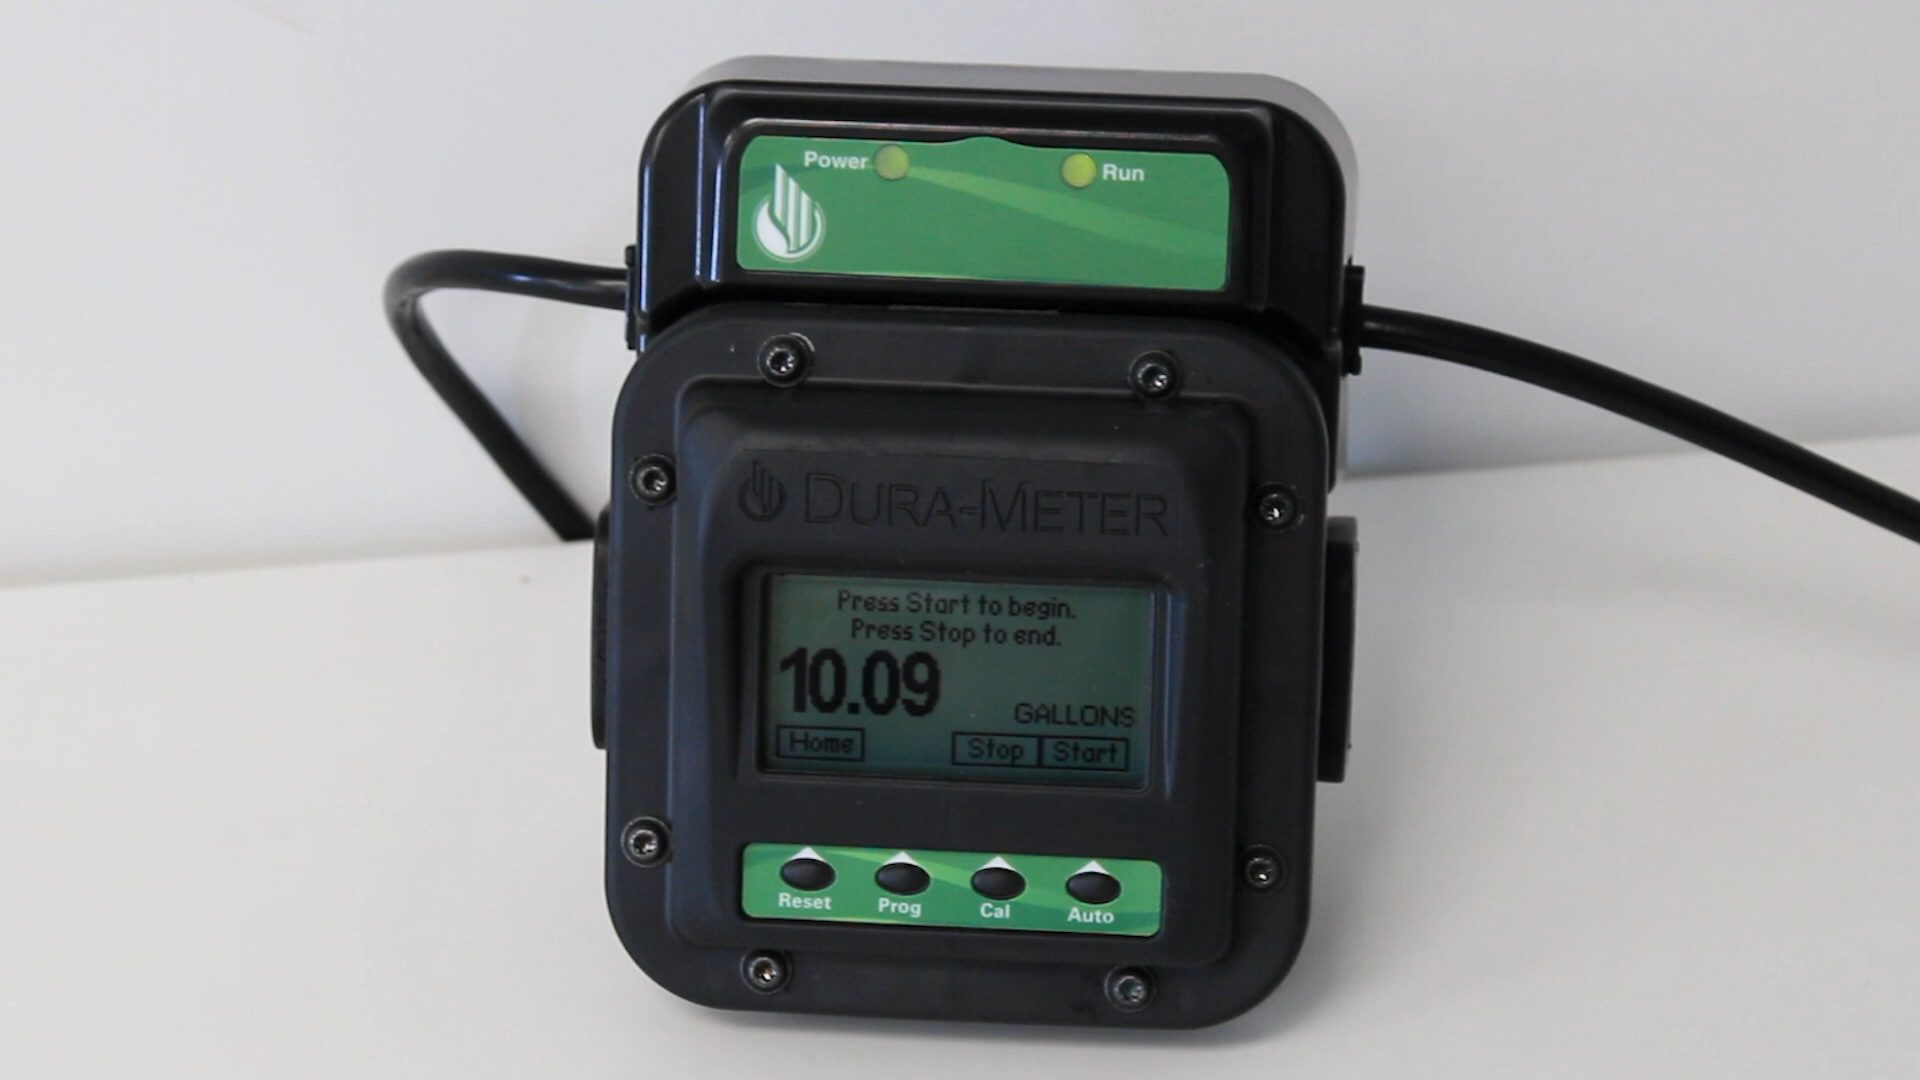 Power Run
DURA-METER
Press Start to begin.
Press Stop to end.
10.09
GALLONS
Home Stop Start
Reset Prog Cal Auto